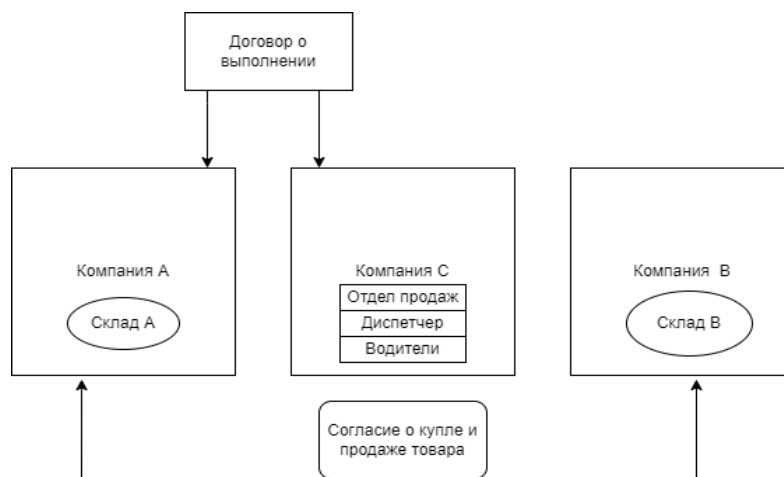 Договор о
выполнении
Компания А
Склад А
Компания С
Отдел продаж
Диспетчер
Водители
Компания В
Склад В
Согласие о купле и
продаже товара